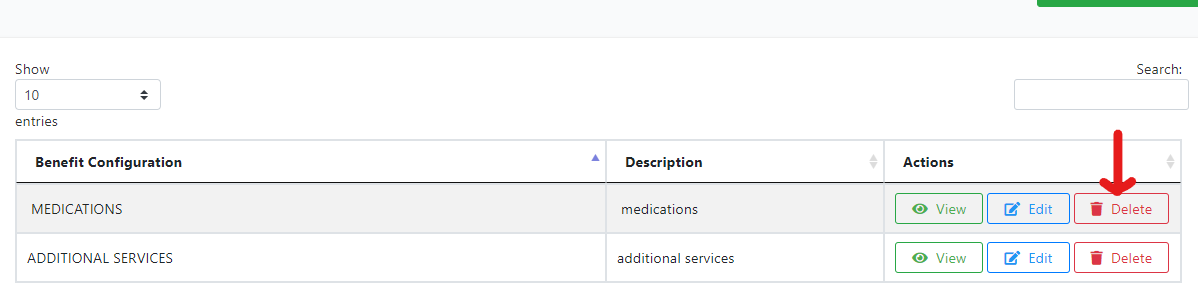 Show
Search:
10
entries
Benefit Configuration Description Actions
MEDICATIONS medications View Edit Delete
ADDITIONAL SERVICES additional services View Edit Delete